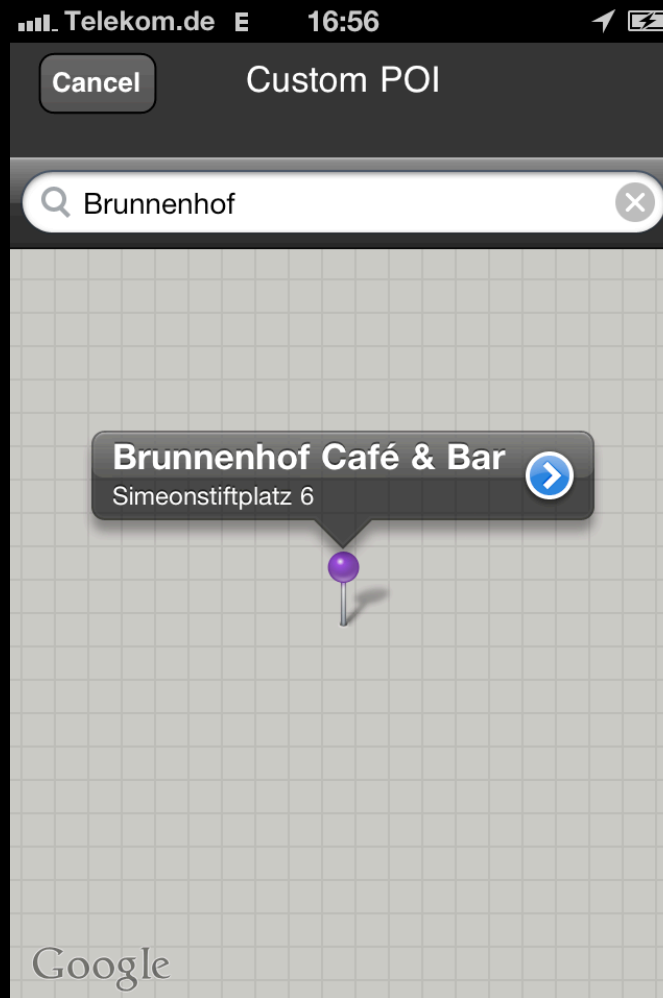 Telekom.de E 16:56
Cancel Custom POI
Brunnenhof
Brunnenhof Café & Bar
Simeonstiftplatz 6
Google